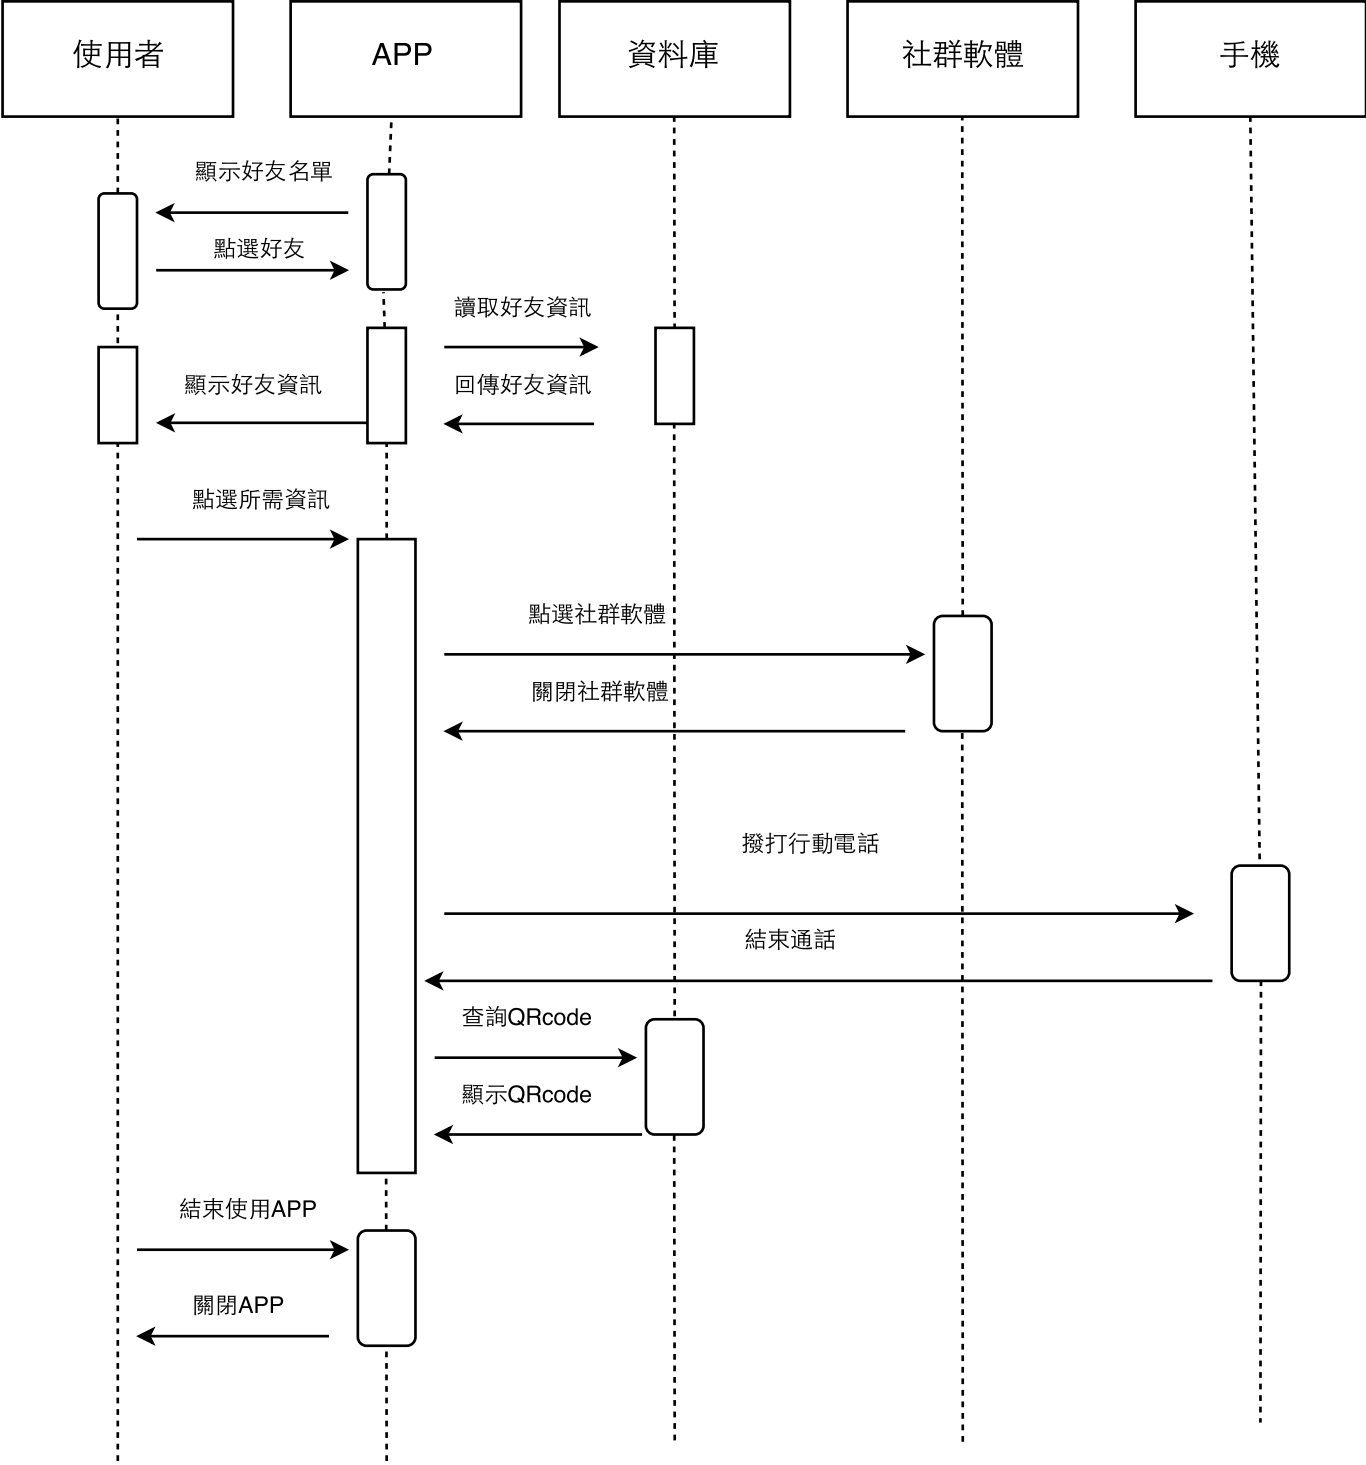 使用者
APP
資料庫
社群軟體
手機
顯示好友名單
點選好友
讀取好友資訊
顯示好友資訊
回傳好友資訊
點選所需資訊
點選社群軟體
關閉社群軟體
撥打行動電話
結束通話
查詢QRcode
顯示QRcode
結束使用APP
關閉APP